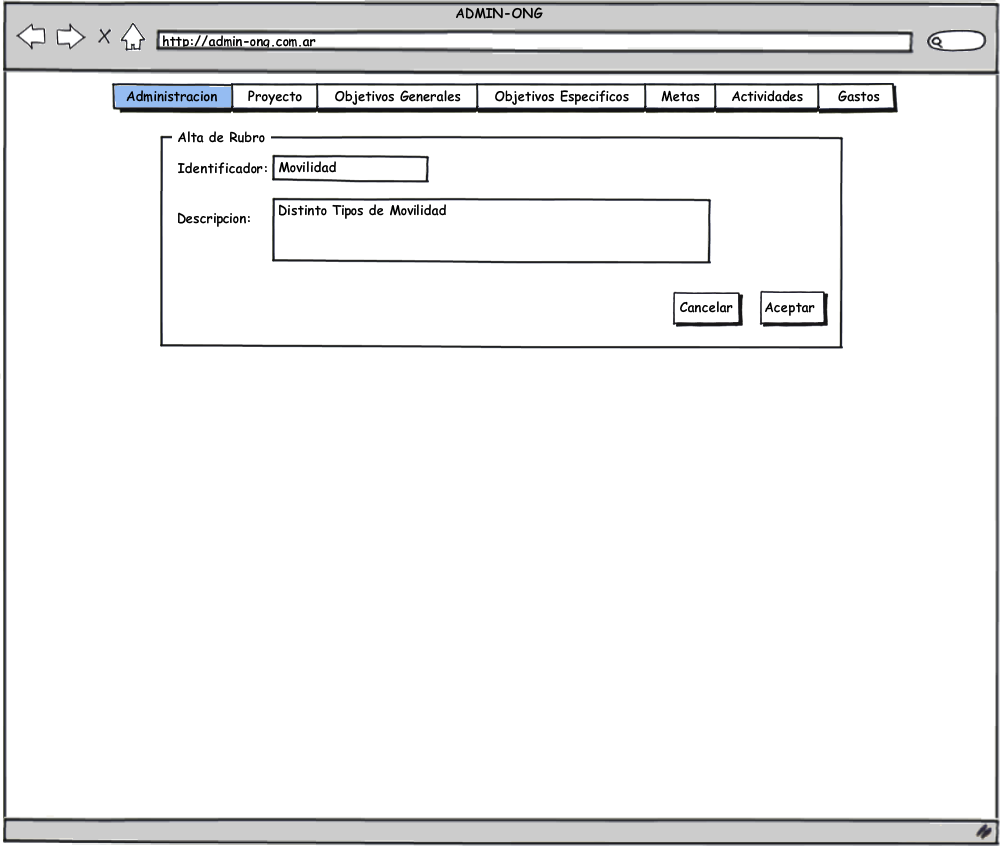 ADMIN-ONG
http://admin-ong.com.ar
Administracion Proyecto Objetivos Generales Objetivos Especificos Metas Actividades Gastos
Alta de Rubro
Identificador: Movilidad
Descripcion: Distinto Tipos de Movilidad
Cancelar Aceptar